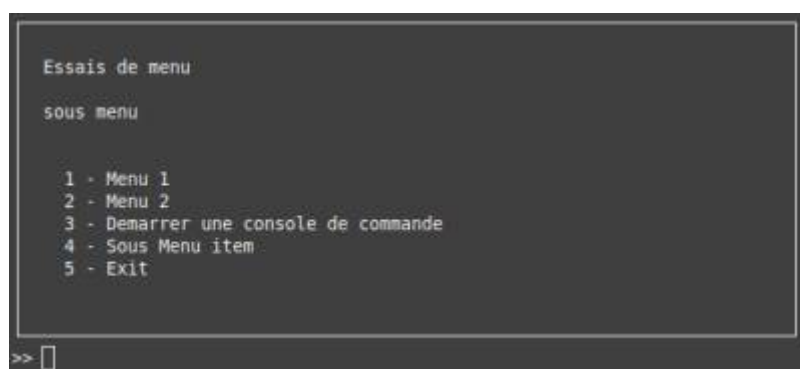 Essais de menu
sous menu
1 - Menu 1
2 - Menu 2
3 - Demarrer une console de commande
4 - Sous Menu item
5 - Exit
>>